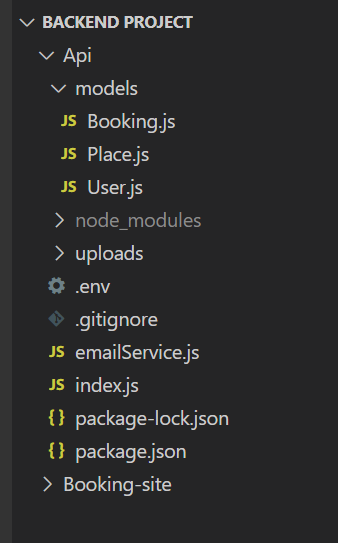 BACKEND PROJECT
Api
models
JS Booking.js
JS Place.js
JS User.js
node_modules
uploads
.env
.gitignore
JS emailService.js
JS index.js
{ } package-lock.json
{ } package.json
Booking-site